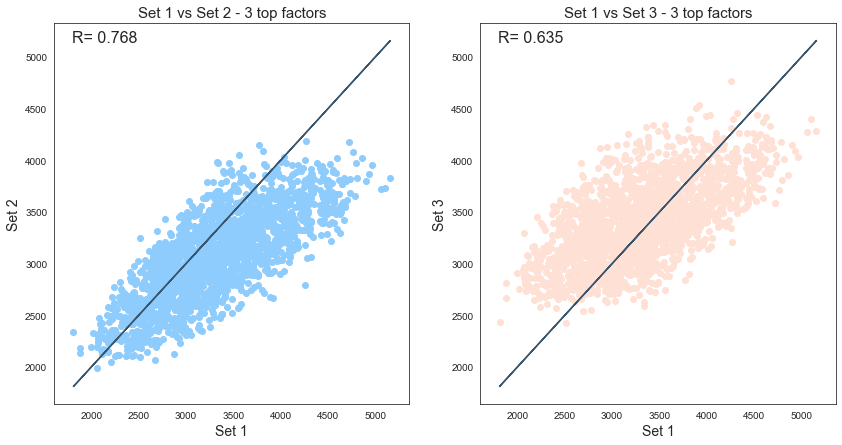 Set 1 vs Set 2 - 3 top factors
R= 0.768
5000
4500
4000
3500
3000
2500
2000
Set 2
2000 2500 3000 3500 4000 4500 5000
Set 1
Set 1 vs Set 3 - 3 top factors
R= 0.635
5000
4500
4000
3500
3000
2500
2000
Set 3
2000 2500 3000 3500 4000 4500 5000
Set 1